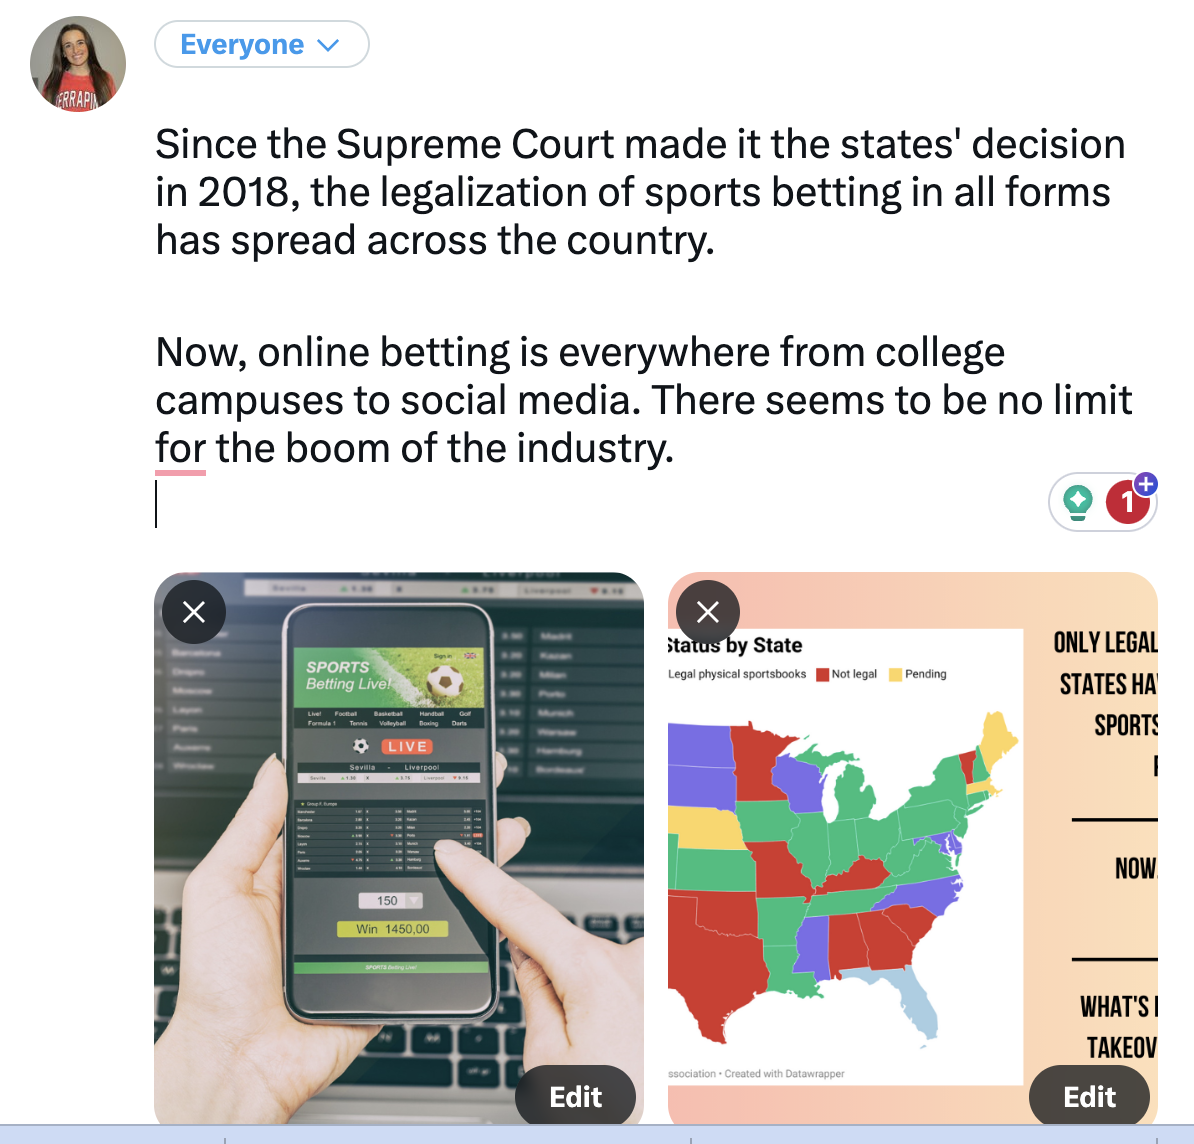 Everyone
ERRAPIN
Since the Supreme Court made it the states' decision
in 2018, the legalization of sports betting in all forms
has spread across the country.
Now, online betting is everywhere from college
campuses to social media. There seems to be no limit
for the boom of the industry.
1
SPORTS
Betting Live!
Sign in
Live! Football Basketball Handball Golf
Formula 1 Tennis Volleyball Boxing Darts
LIVE
Sevilla - Liverpool
150
Win 1450,00
SPORTS Betting Live!
Edit
Status by State
Legal physical sportsbooks Not legal Pending
ssociation • Created with Datawrapper
ONLY LEGAL
STATES HA
SPORTS
NOW
WHAT'S
TAKEOV
Edit